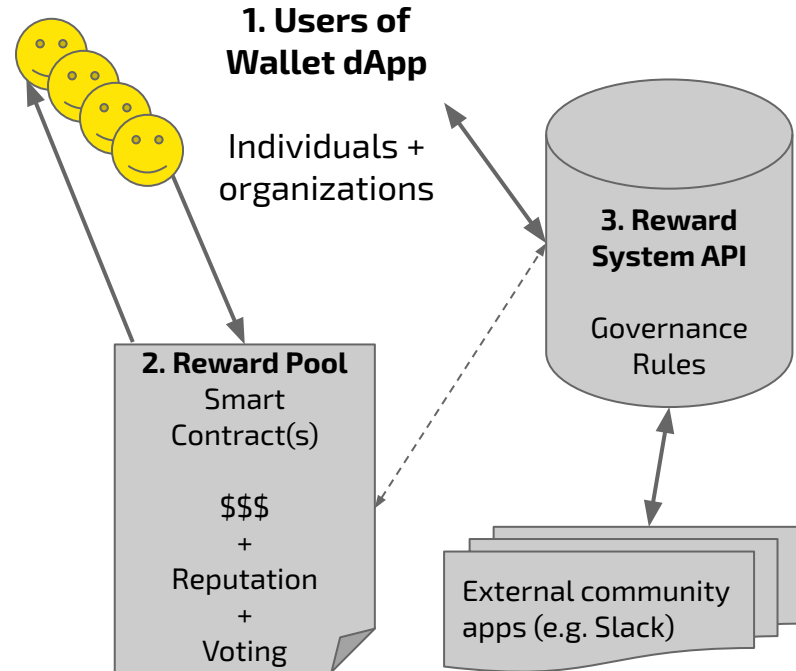 1. Users of
Wallet dApp
Individuals +
organizations
2. Reward Pool
Smart
Contract(s)
$$$
+
Reputation
+
Voting
3. Reward
System API
Governance
Rules
External community
apps (e.g. Slack)